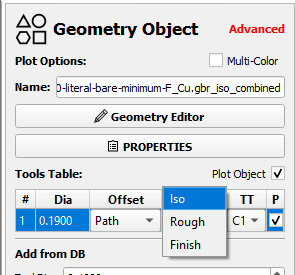 Geometry Object
Advanced
Plot Options:
Multi-Color
Name:
0-literal-bare-minimum-F_Cu.gbr_iso_combined
Geometry Editor
PROPERTIES
Tools Table:
Plot Object
# Dia Offset TT P
1 0.1900 Path C1
Iso
Rough
Finish
Add from DB